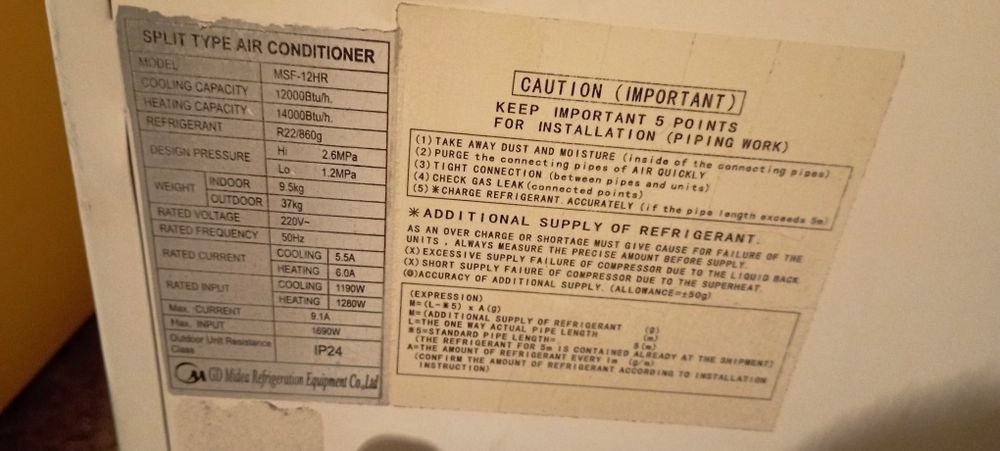 SPLIT TYPE AIR CONDITIONER
MODEL MSF-12HR
COOLING CAPACITY 12000Btu/h.
HEATING CAPACITY 14000Btu/h.
REFRIGERANT R22/860g
DESIGN PRESSURE Hi 2.6MPa
Lo 1.2MPa
WEIGHT INDOOR 9.5kg
OUTDOOR 37kg
RATED VOLTAGE 220V~
RATED FREQUENCY 50Hz
RATED CURRENT COOLING 5.5A
HEATING 6.0A
RATED INPUT COOLING 1190W
HEATING 1280W
Max. CURRENT 9.1A
Max. INPUT 1690W
Outdoor Unit Resistance
Class IP24
GD Midea Refrigeration Equipment Co.,Ltd
CAUTION (IMPORTANT)
KEEP IMPORTANT 5 POINTS
FOR INSTALLATION (PIPING WORK)
(1) TAKE AWAY DUST AND MOISTURE (inside of the connecting pipes)
(2) PURGE the connecting pipes of AIR QUICKLY
(3) TIGHT CONNECTION (between pipes and units)
(4) CHECK GAS LEAK (connected points)
(5) ※CHARGE REFRIGERANT. ACCURATELY (if the pipe length exceeds 5m)
※ADDITIONAL SUPPLY OF REFRIGERANT.
AS AN OVER CHARGE OR SHORTAGE MUST GIVE CAUSE FOR FAILURE OF THE
UNITS , ALWAYS MEASURE THE PRECISE AMOUNT BEFORE SUPPLY.
(X) EXCESSIVE SUPPLY FAILURE OF COMPRESSOR DUE TO THE LIQUID BACK
(X) SHORT SUPPLY FAIURE OF COMPRESSOR DUE TO THE SUPERHEAT.
(@)ACCURACY OF ADDITIONAL SUPPLY. (ALLOWANCE=±50g)
(EXPRESSION)
M=(L-※5) x A(g)
M=(ADDITIONAL SUPPLY OF REFRIGERANT (g)
L=THE ONE WAY ACTUAL PIPE LENGTH (m)
※5=STANDARD PIPE LENGTH= 5(m)
(THE REFRIGERANT FOR 5m IS CONTAINED ALREADY AT THE SHIPMENT)
A=THE AMOUNT OF REFRIGERANT EVERY 1m (g/m)
(CONFIRM THE AMOUNT OF REFRIGERANT ACCORDING TO INSTALLATION
INSTRUCTION)